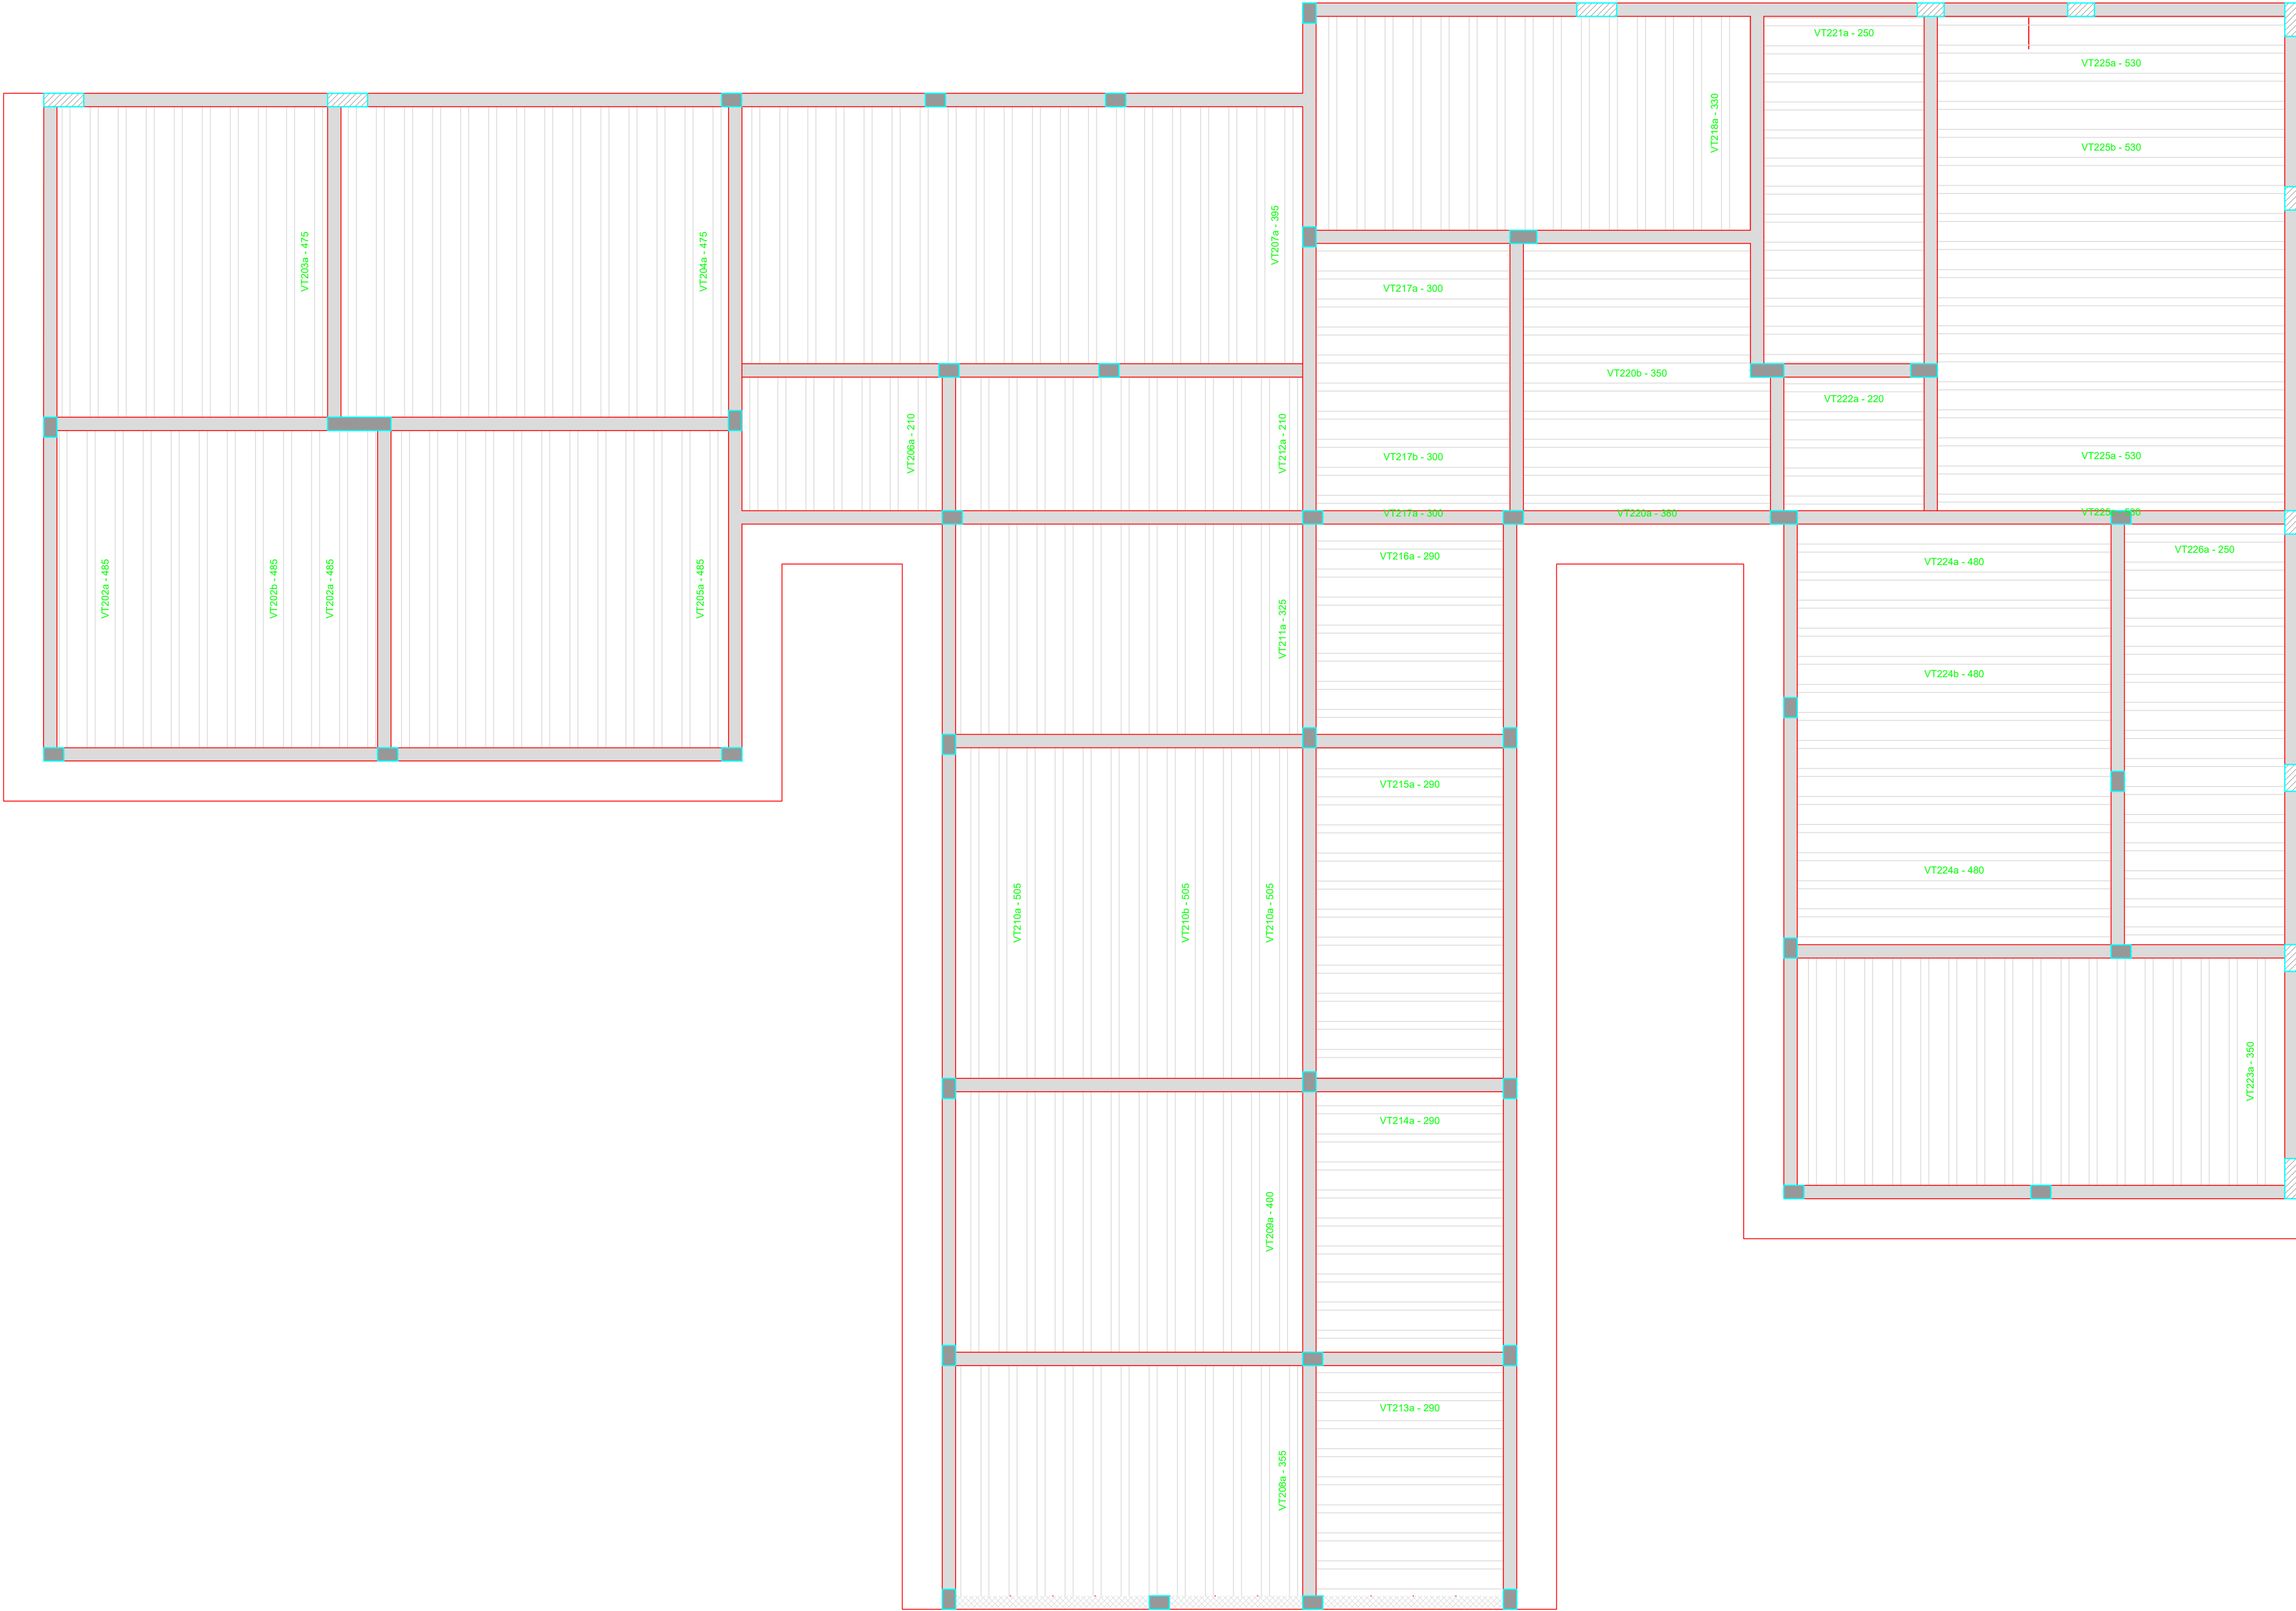 VT221a - 250
VT225a - 530
VT218a - 330
VT225b - 530
VT203a - 475
VT204a - 475
VT207a - 395
VT217a - 300
VT220b - 350
VT222a - 220
VT206a - 210
VT212a - 210
VT217b - 300
VT225a - 530
VT217a - 300
VT220a - 380
VT216a - 290
VT224a - 480
VT226a - 250
VT202a - 485
VT202b - 485
VT202a - 485
VT205a - 485
VT211a - 325
VT224b - 480
VT215a - 290
VT224a - 480
VT210a - 505
VT210b - 505
VT210a - 505
VT223a - 350
VT214a - 290
VT209a - 400
VT213a - 290
VT208a - 355